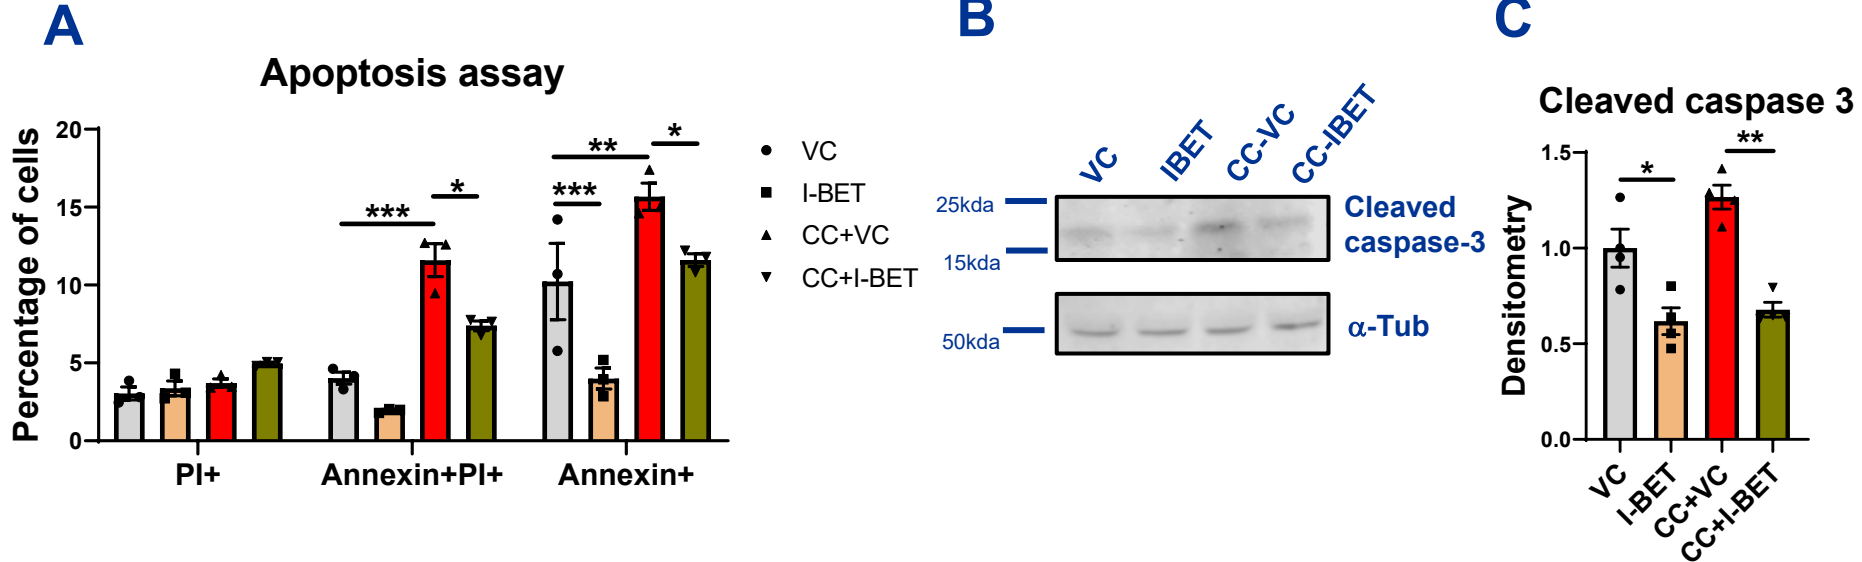 A
Apoptosis assay
Percentage of cells
20
15
10
5
0
***
*
***
**
*
PI+
Annexin+PI+
Annexin+
VC
I-BET
CC+VC
CC+I-BET
B
VC
IBET
CC-VC
CC-IBET
25kda
15kda
50kda
Cleaved
caspase-3
α-Tub
C
Cleaved caspase 3
Densitometry
1.5
1.0
0.5
0.0
*
**
VC
I-BET
CC+VC
CC+I-BET